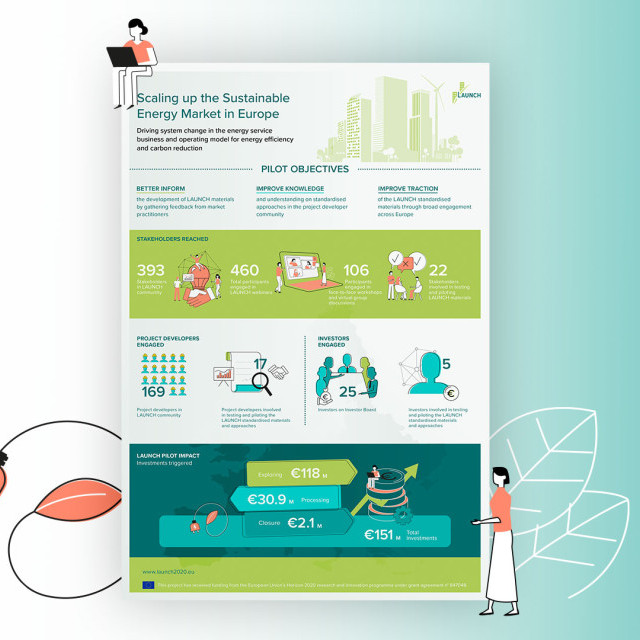 LAUNCH
Scaling up the Sustainable
Energy Market in Europe
Driving system change in the energy service
business and operating model for energy efficiency
and carbon reduction
PILOT OBJECTIVES
BETTER INFORM
the development of LAUNCH materials
by gathering feedback from market
practitioners
IMPROVE KNOWLEDGE
and understanding on standardised
approaches in the project developer
community
IMPROVE TRACTION
of the LAUNCH standardised
materials through broad engagement
across Europe
STAKEHOLDERS REACHED
393
Stakeholders
in LAUNCH
community
460
Total participants
engaged in
LAUNCH webinars
106
Participants
engaged in
face-to-face workshops
and virtual group
discussions
22
Stakeholders
involved in testing
and piloting
LAUNCH materials
PROJECT DEVELOPERS
ENGAGED
169
Project developers in
LAUNCH community
17
Project developers involved
in testing and piloting the
LAUNCH standardised materials
and approaches
INVESTORS
ENGAGED
25
Investors on Investor Board
5
Investors involved in testing
and piloting the LAUNCH
standardised materials
and approaches
LAUNCH PILOT IMPACT
Investments triggered
Exploring €118 M
€30.9 M Processing
Closure €2.1 M
€151 M Total
Investments
www.launch2020.eu
This project has received funding from the European Union's Horizon 2020 research and innovation programme under grant agreement